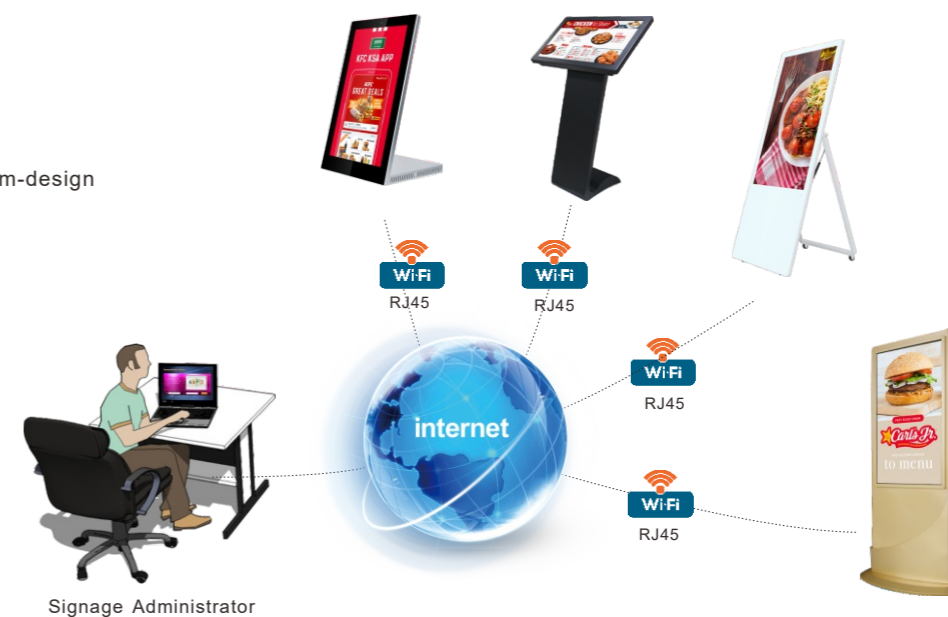 KFC KSA APP
GREAT DEALS
CHICKEN
m-design
Wi-Fi
RJ45
Wi-Fi
RJ45
Wi-Fi
RJ45
internet
Carl's Jr.
to menu
Wi-Fi
RJ45
Signage Administrator